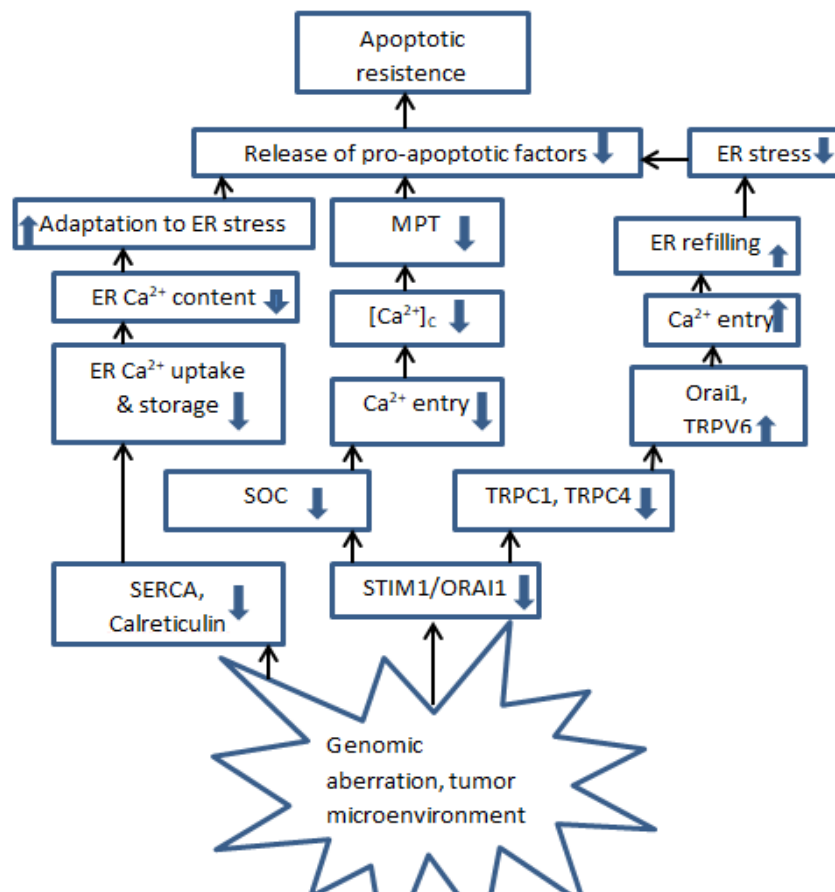 Apoptotic
resistence
Release of pro-apoptotic factors
ER stress
Adaptation to ER stress
MPT
ER refilling
ER Ca²⁺ content
[Ca²⁺]c
Ca²⁺ entry
ER Ca²⁺ uptake
& storage
Ca²⁺ entry
Orai1,
TRPV6
SOC
TRPC1, TRPC4
SERCA,
Calreticulin
STIM1/ORAI1
Genomic
aberration, tumor
microenvironment